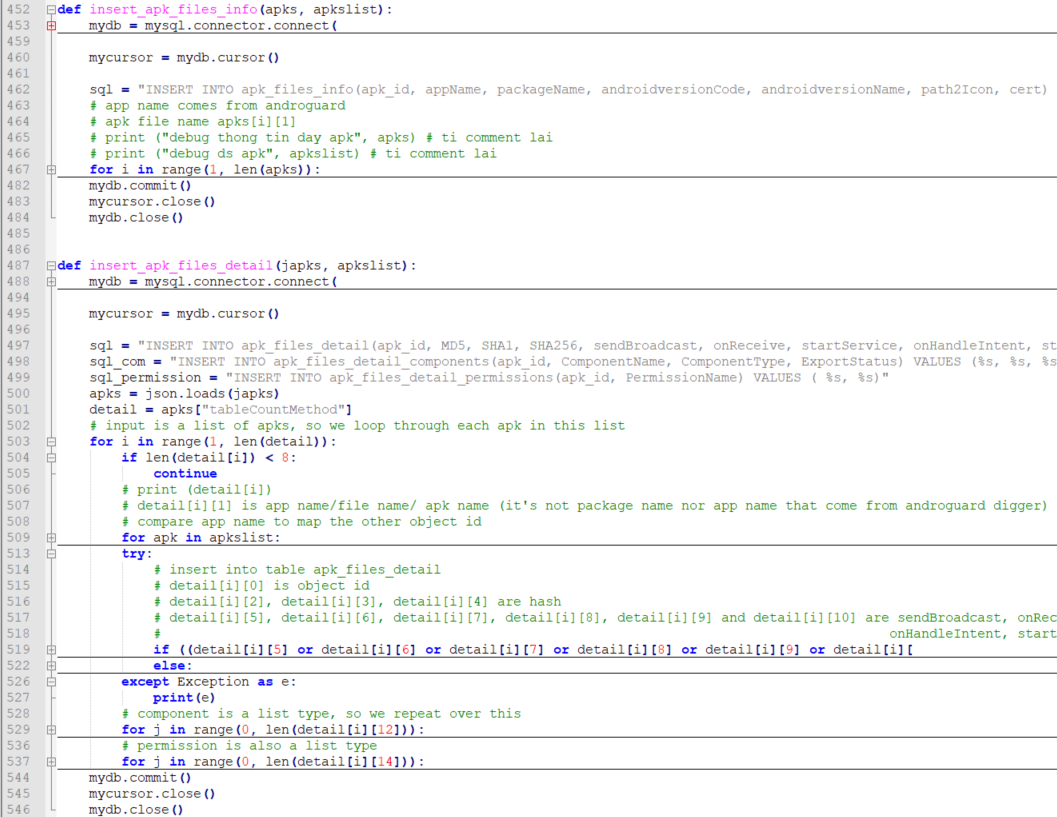 452 def insert_apk_files_info(apks, apkslist):
453     mydb = mysql.connector.connect(
459
460     mycursor = mydb.cursor()
461
462     sql = "INSERT INTO apk_files_info(apk_id, appName, packageName, androidversionCode, androidversionName, path2Icon, cert)
463     # app name comes from androguard
464     # apk file name apks[i][1]
465     # print ("debug thong tin day apk", apks) # ti comment lai
466     # print ("debug ds apk", apkslist) # ti comment lai
467     for i in range(1, len(apks)):
482     mydb.commit()
483     mycursor.close()
484     mydb.close()
485
486
487 def insert_apk_files_detail(japks, apkslist):
488     mydb = mysql.connector.connect(
494
495     mycursor = mydb.cursor()
496
497     sql = "INSERT INTO apk_files_detail(apk_id, MD5, SHA1, SHA256, sendBroadcast, onReceive, startService, onHandleIntent, st
498     sql_com = "INSERT INTO apk_files_detail_components(apk_id, ComponentName, ComponentType, ExportStatus) VALUES (%s, %s, %s
499     sql_permission = "INSERT INTO apk_files_detail_permissions(apk_id, PermissionName) VALUES ( %s, %s)"
500     apks = json.loads(japks)
501     detail = apks["tableCountMethod"]
502     # input is a list of apks, so we loop through each apk in this list
503     for i in range(1, len(detail)):
504         if len(detail[i]) < 8:
505             continue
506         # print (detail[i])
507         # detail[i][1] is app name/file name/ apk name (it's not package name nor app name that come from androguard digger)
508         # compare app name to map the other object id
509         for apk in apkslist:
513         try:
514             # insert into table apk_files_detail
515             # detail[i][0] is object id
516             # detail[i][2], detail[i][3], detail[i][4] are hash
517             # detail[i][5], detail[i][6], detail[i][7], detail[i][8], detail[i][9] and detail[i][10] are sendBroadcast, onRec
518             #                                                                                           onHandleIntent, start
519             if ((detail[i][5] or detail[i][6] or detail[i][7] or detail[i][8] or detail[i][9] or detail[i][
522             else:
526         except Exception as e:
527             print(e)
528         # component is a list type, so we repeat over this
529         for j in range(0, len(detail[i][12])):
536         # permission is also a list type
537         for j in range(0, len(detail[i][14])):
544     mydb.commit()
545     mycursor.close()
546     mydb.close()